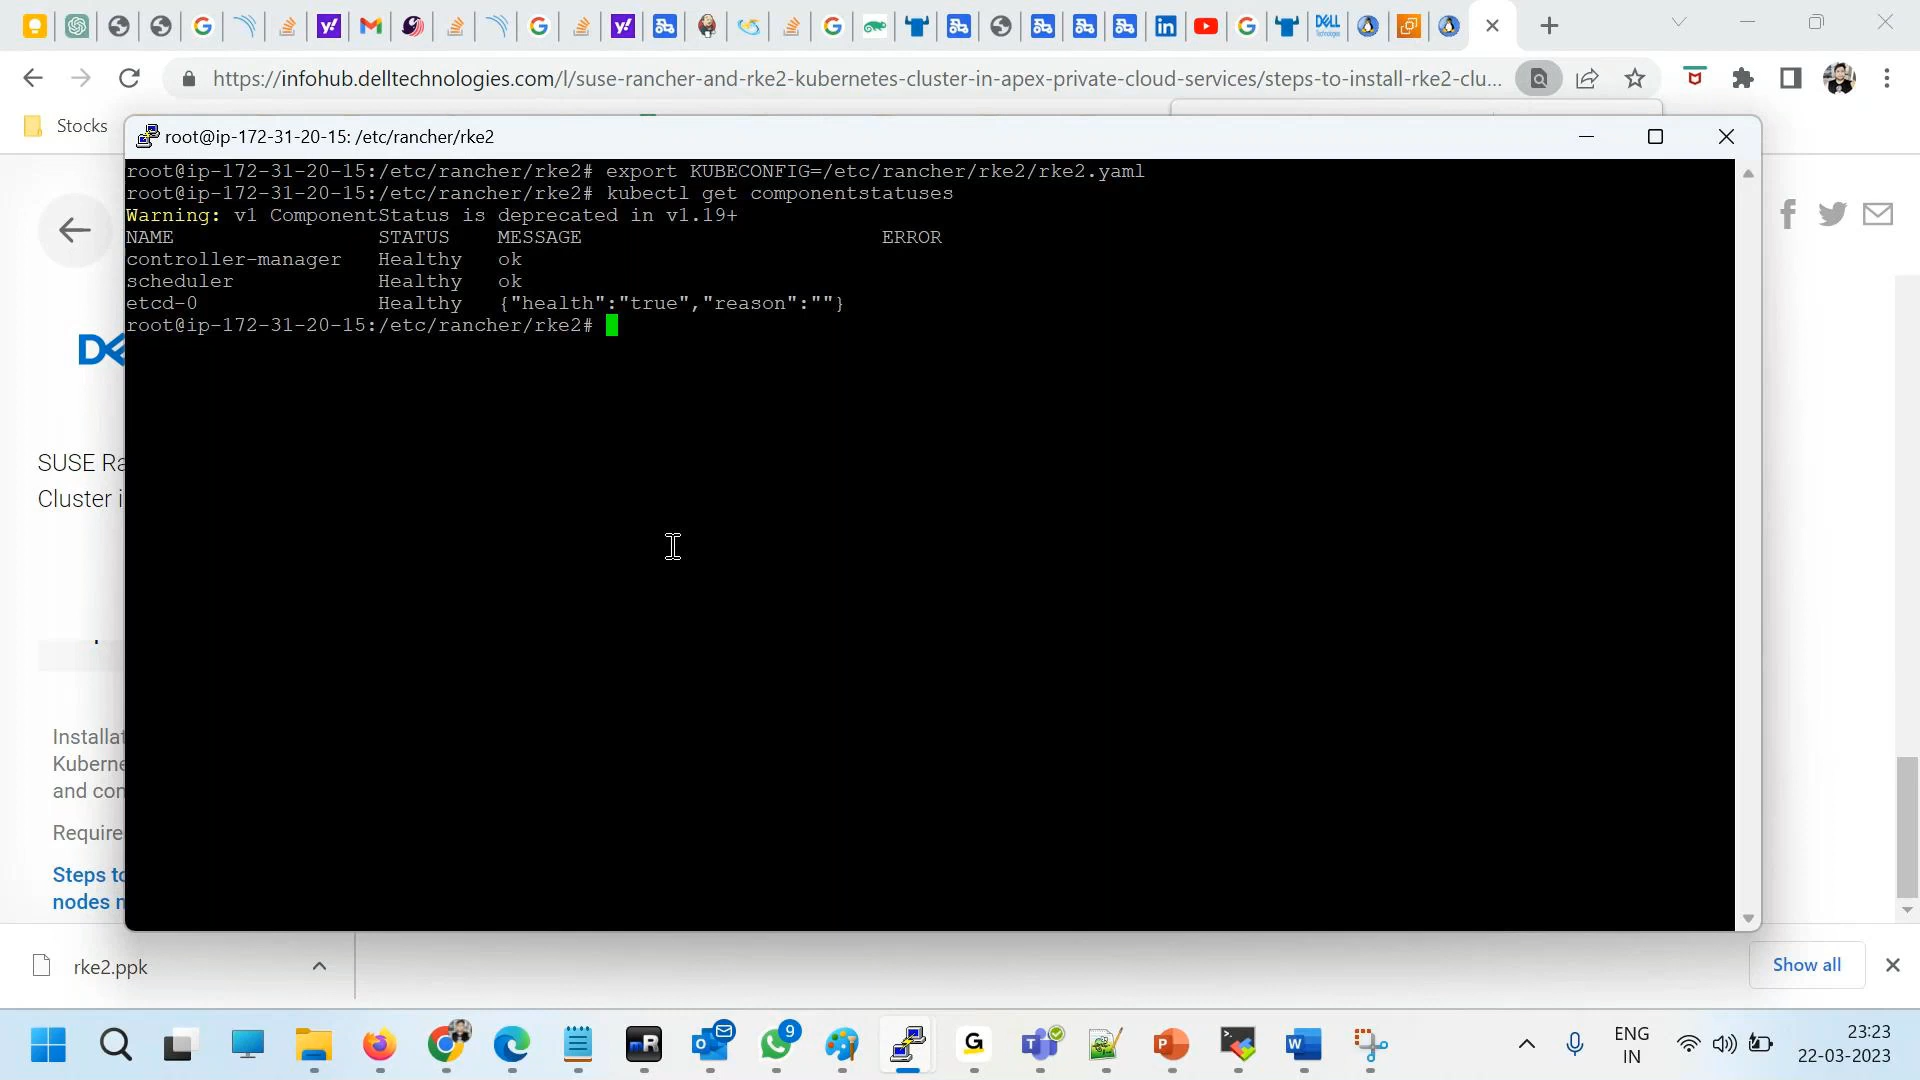 https://infohub.delltechnologies.com/l/suse-rancher-and-rke2-kubernetes-cluster-in-apex-private-cloud-services/steps-to-install-rke2-clu...
Stocks
root@ip-172-31-20-15: /etc/rancher/rke2
root@ip-172-31-20-15:/etc/rancher/rke2# export KUBECONFIG=/etc/rancher/rke2/rke2.yaml
root@ip-172-31-20-15:/etc/rancher/rke2# kubectl get componentstatuses
Warning: v1 ComponentStatus is deprecated in v1.19+
NAME STATUS MESSAGE ERROR
controller-manager Healthy ok
scheduler Healthy ok
etcd-0 Healthy {"health":"true","reason":""}
root@ip-172-31-20-15:/etc/rancher/rke2#
SUSE Ra
Cluster i
Installat
Kuberne
and con
Require
Steps to
nodes n
rke2.ppk
Show all
9
ENG
IN
23:23
22-03-2023